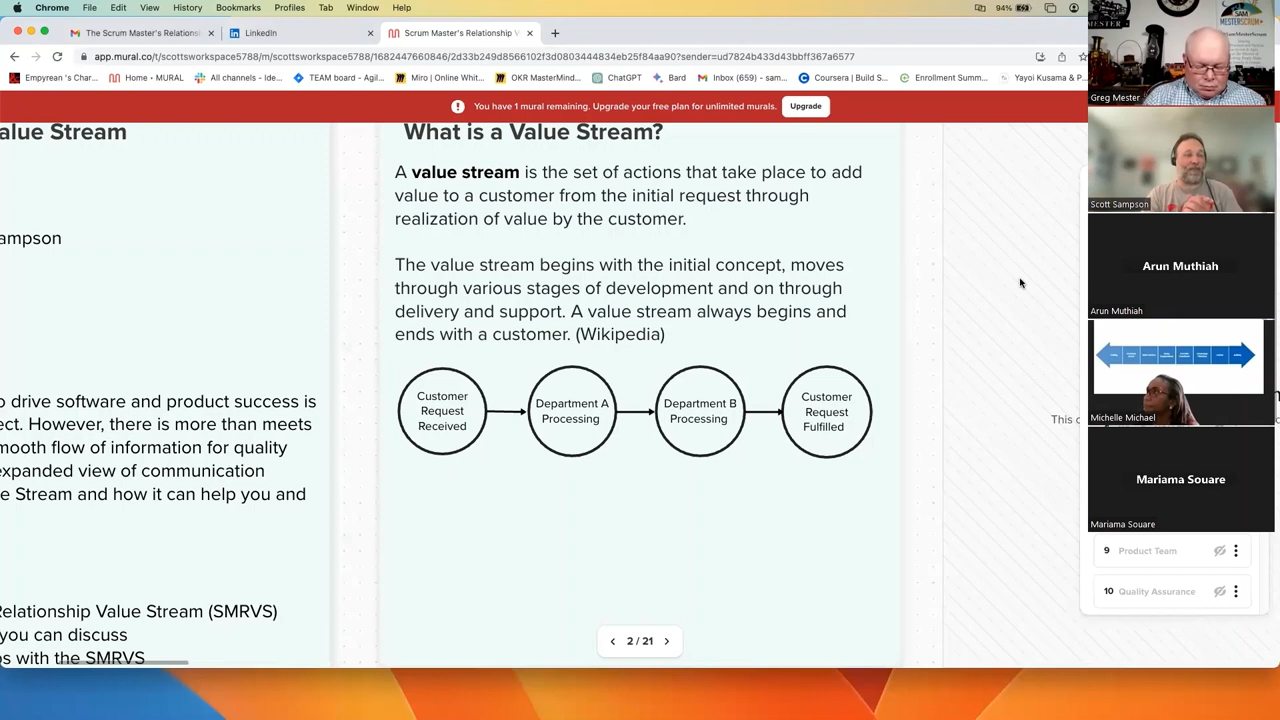 Chrome File Edit View History Bookmarks Profiles Tab Window Help
94%
The Scrum Master's Relations
LinkedIn
Scrum Master's Relationship V
app.mural.co/t/scottsworkspace5788/m/scottsworkspace5788/1682447660846/
Empyrean 's Char...
Home • MURAL
All channels - Ide...
TEAM board - Agil...
Miro | Online Whit...
OKR MasterMind...
ChatGPT
Bard
Inbox (659) - sam...
Coursera | Build S...
Enrollment Summ...
Yayoi Kusama & P
You have 1 mural remaining. Upgrade your free plan for unlimited murals.
Upgrade
alue Stream
ampson
drive software and product success is
ect. However, there is more than meets
mooth flow of information for quality
expanded view of communication
e Stream and how it can help you and
Relationship Value Stream (SMRVS)
you can discuss
s with the SMRVS
What is a Value Stream?
A value stream is the set of actions that take place to add
value to a customer from the initial request through
realization of value by the customer.
The value stream begins with the initial concept, moves
through various stages of development and on through
delivery and support. A value stream always begins and
ends with a customer. (Wikipedia)
Customer
Request
Received
Department A
Processing
Department B
Processing
Customer
Request
Fulfilled
2 / 21
This
9 Product Team
10 Quality Assurance
SAM
MESTERSCRUM
MESTER
Greg Mester
Scott Sampson
Arun Muthiah
Arun Muthiah
Michelle Michael
Mariama Souare
Mariama Souare